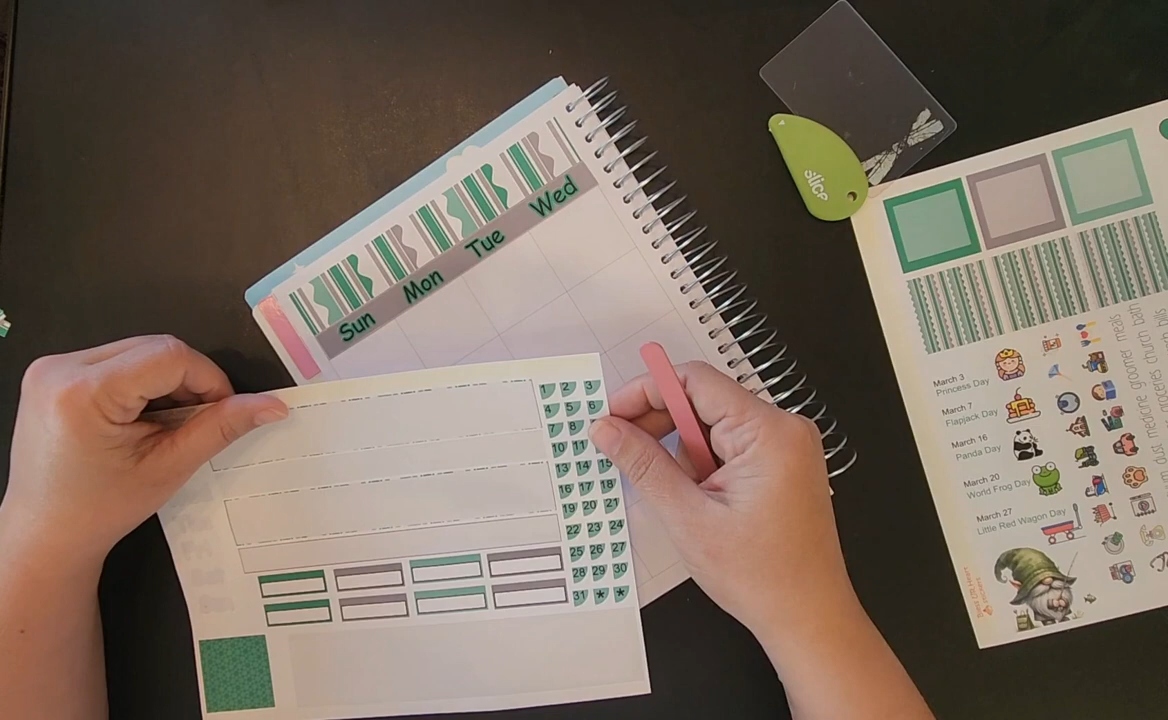 Sun Mon Tue Wed
slice
1 2 3
4 5 6
7 8
10 11
13 14 15
16 17 18
19 20 21
22 23 24
25 26 27
28 29 30
31 * *
March 3
Princess Day
March 7
Flapjack Day
March 16
Panda Day
March 20
World Frog Day
March 27
Little Red Wagon Day
medicine groomer meals
groceries church bath
dust
bills